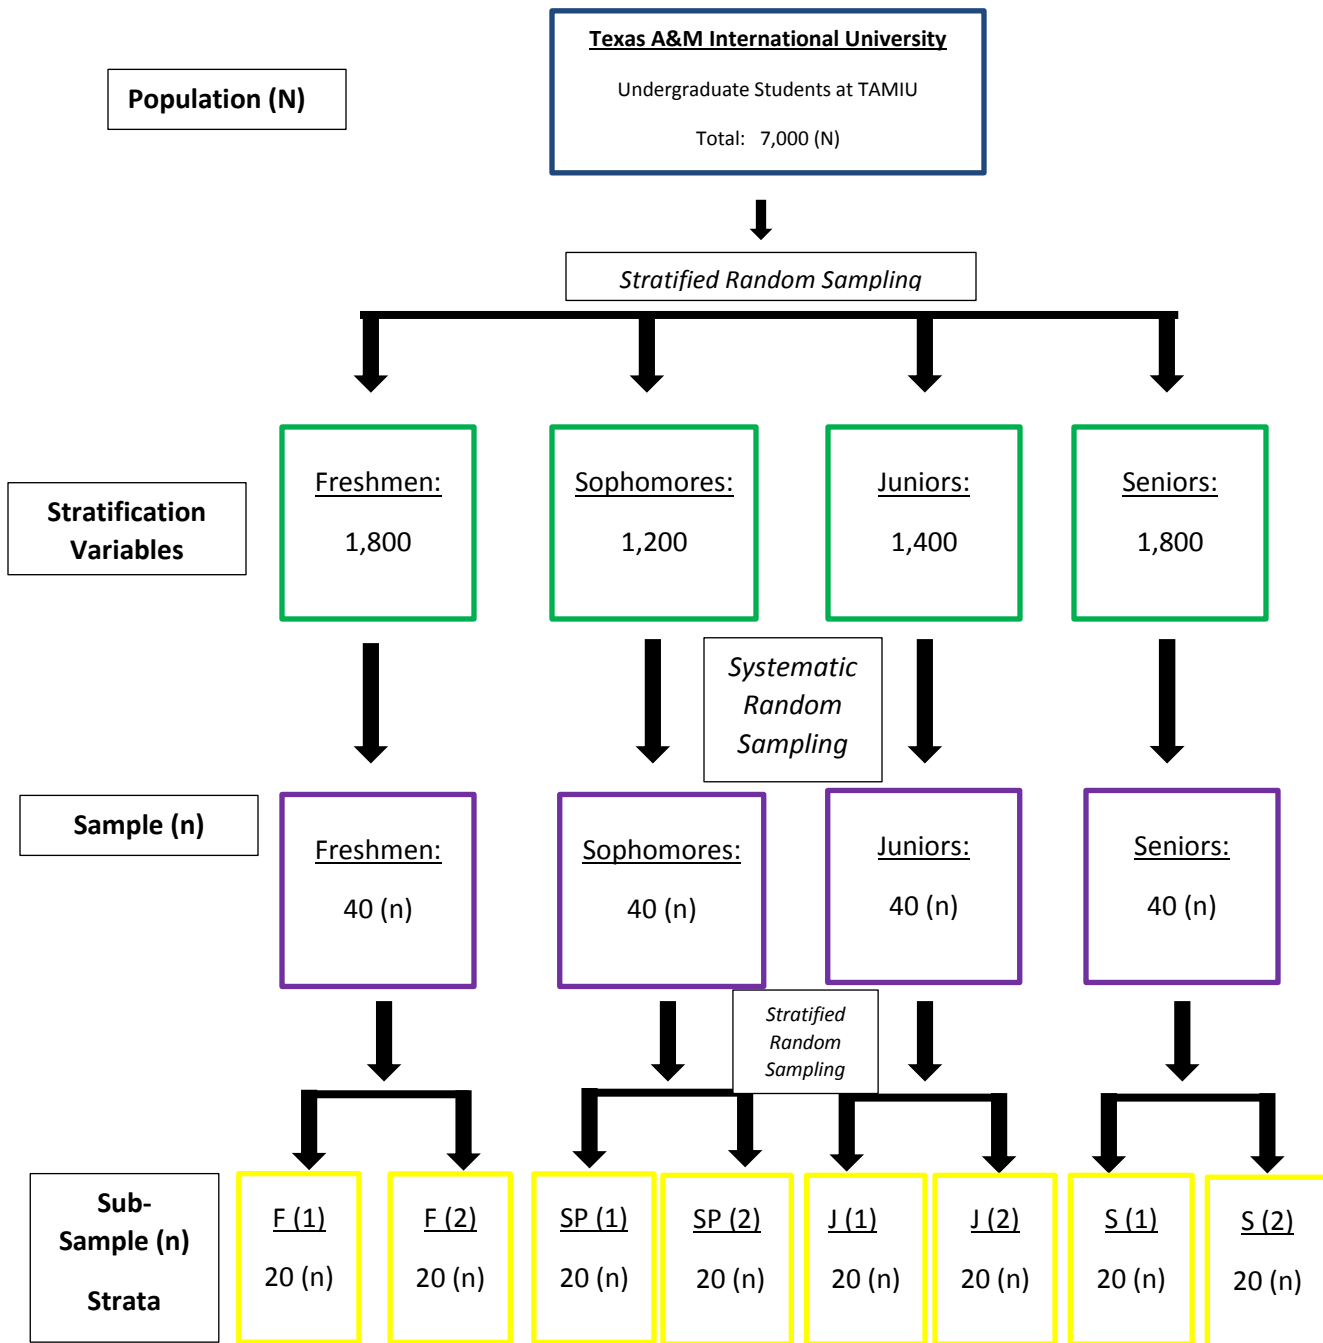 Texas A&M International University
Undergraduate Students at TAMIU
Total: 7,000 (N)
Population (N)
Stratified Random Sampling
Freshmen:
1,800
Sophomores:
1,200
Juniors:
1,400
Seniors:
1,800
Stratification
Variables
Systematic
Random
Sampling
Sample (n)
Freshmen:
40 (n)
Sophomores:
40 (n)
Juniors:
40 (n)
Seniors:
40 (n)
Stratified
Random
Sampling
Sub-
Sample (n)
Strata
F (1)
20 (n)
F (2)
20 (n)
SP (1)
20 (n)
SP (2)
20 (n)
J (1)
20 (n)
J (2)
20 (n)
S (1)
20 (n)
S (2)
20 (n)